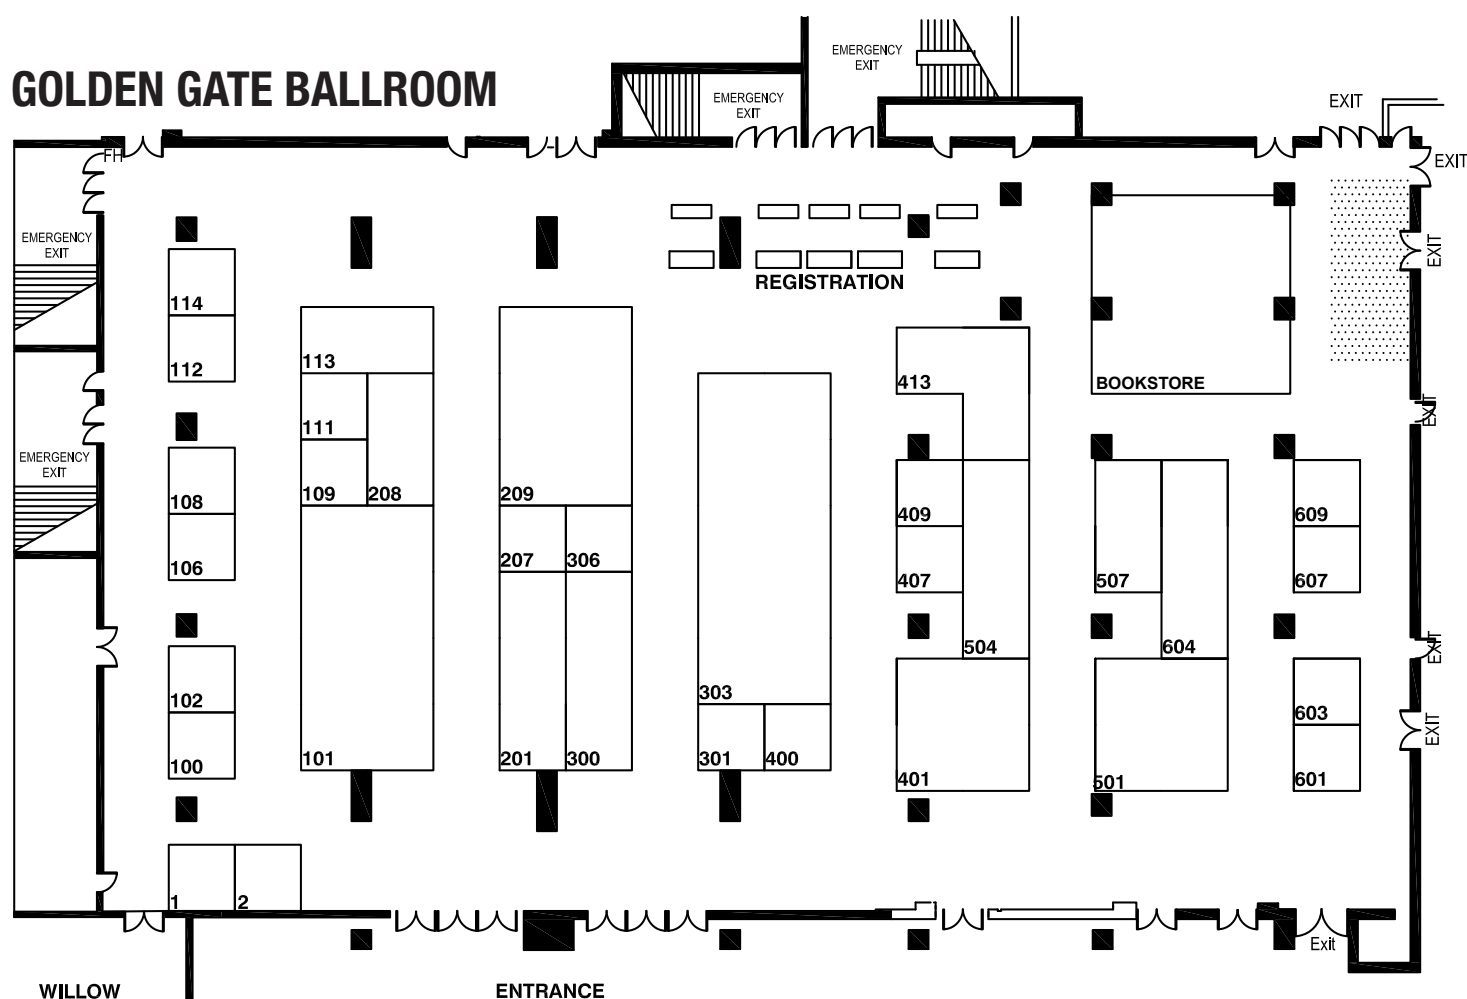 GOLDEN GATE BALLROOM
EMERGENCY
EXIT
EMERGENCY
EXIT
EXIT
EXIT
FH
EMERGENCY
EXIT
EXIT
REGISTRATION
114
112
113
413
BOOKSTORE
EXIT
111
EMERGENCY
EXIT
108
109
208
209
409
609
106
207
306
407
507
607
102
303
504
604
EXIT
603
EXIT
100
101
201
300
301
400
401
501
601
1
2
Exit
WILLOW
ENTRANCE